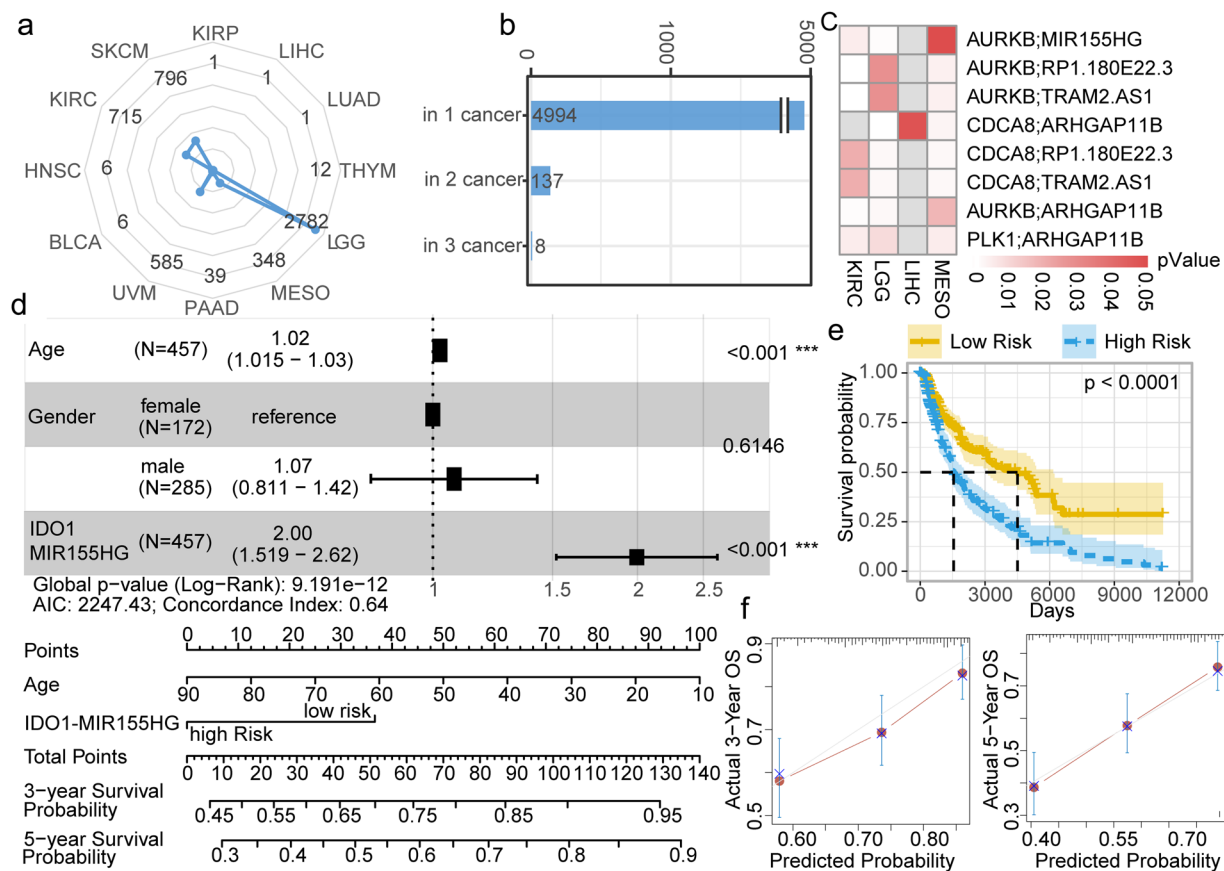 a
KIRP
SKCM
LIHC
1
796
1
KIRC
LUAD
715
1
HNSC
6
12
THYM
2782
6
LGG
BLCA
585
39
348
UVM
MESO
PAAD
b
0
10000
5000
in 1 cancer
4994
in 2 cancer
137
in 3 cancer
8
C
AURKB;MIR155HG
AURKB;RP1.180E22.3
AURKB;TRAM2.AS1
CDCA8;ARHGAP11B
CDCA8;RP1.180E22.3
CDCA8;TRAM2.AS1
AURKB;ARHGAP11B
PLK1;ARHGAP11B
KIRC
LGG
LIHC
MESO
pValue
0
0.01
0.02
0.03
0.04
0.05
d
Age
(N=457)
1.02
(1.015 − 1.03)
<0.001 ***
Gender
female
(N=172)
reference
0.6146
male
(N=285)
1.07
(0.811 − 1.42)
IDO1
MIR155HG
(N=457)
2.00
(1.519 − 2.62)
<0.001 ***
Global p−value (Log−Rank): 9.191e−12
AIC: 2247.43; Concordance Index: 0.64
1
1.5
2
2.5
Points
0 10 20 30 40 50 60 70 80 90 100
Age
90 80 70 60 50 40 30 20 10
IDO1-MIR155HG
low risk
high Risk
Total Points
0 10 20 30 40 50 60 70 80 90 100 110 120 130 140
3−year Survival
Probability
0.45 0.55 0.65 0.75 0.85 0.95
5−year Survival
Probability
0.3 0.4 0.5 0.6 0.7 0.8 0.9
e
Low Risk
High Risk
p < 0.0001
Survival probability
1.00
0.75
0.50
0.25
0.00
0 3000 6000 9000 12000
Days
f
Actual 3−Year OS
0.9
0.7
0.5
0.60 0.70 0.80
Predicted Probability
Actual 5−Year OS
0.7
0.5
0.3
0.40 0.55 0.70
Predicted Probability